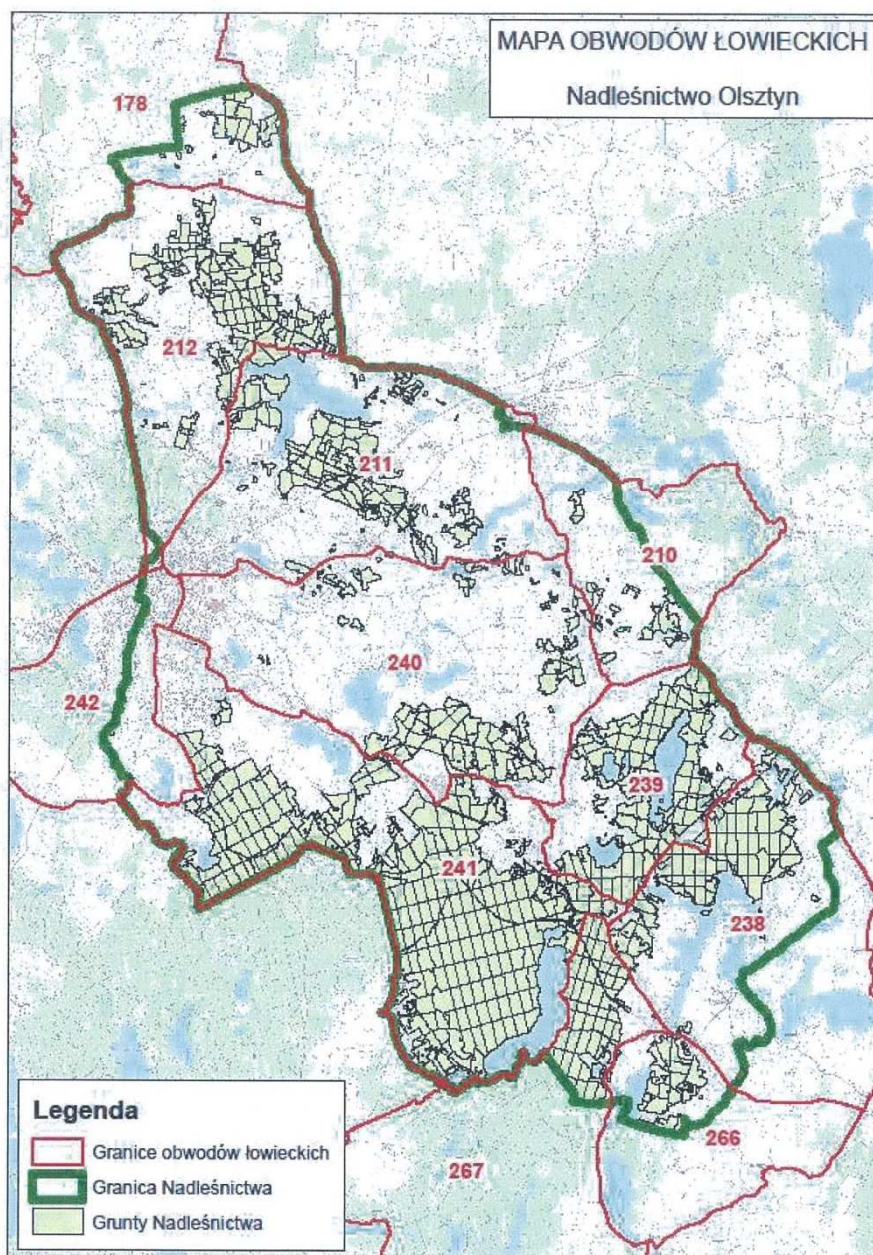 MAPA OBWODÓW ŁOWIECKICH
Nadleśnictwo Olsztyn
178
212
211
210
240
242
239
241
238
266
267
Legenda
Granice obwodów łowieckich
Granica Nadleśnictwa
Grunty Nadleśnictwa